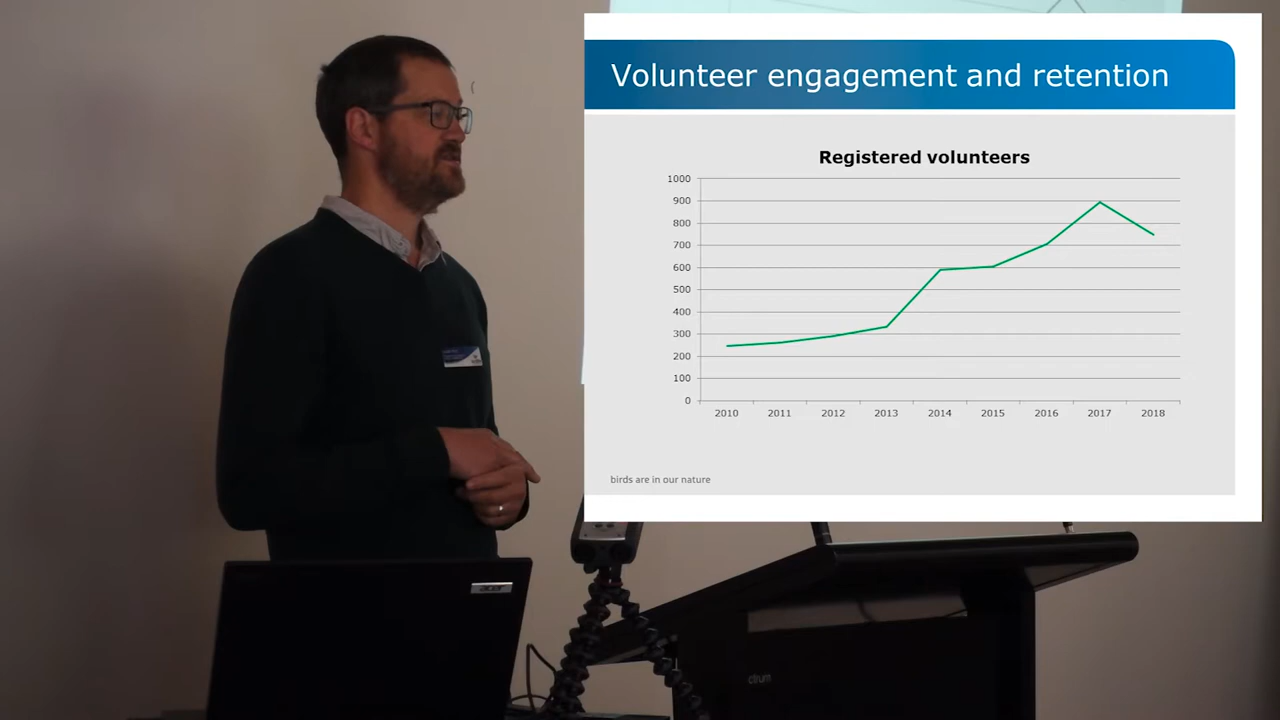 Volunteer engagement and retention
Registered volunteers
1000
900
800
700
600
500
400
300
200
100
0
2010 2011 2012 2013 2014 2015 2016 2017 2018
birds are in our nature
acer